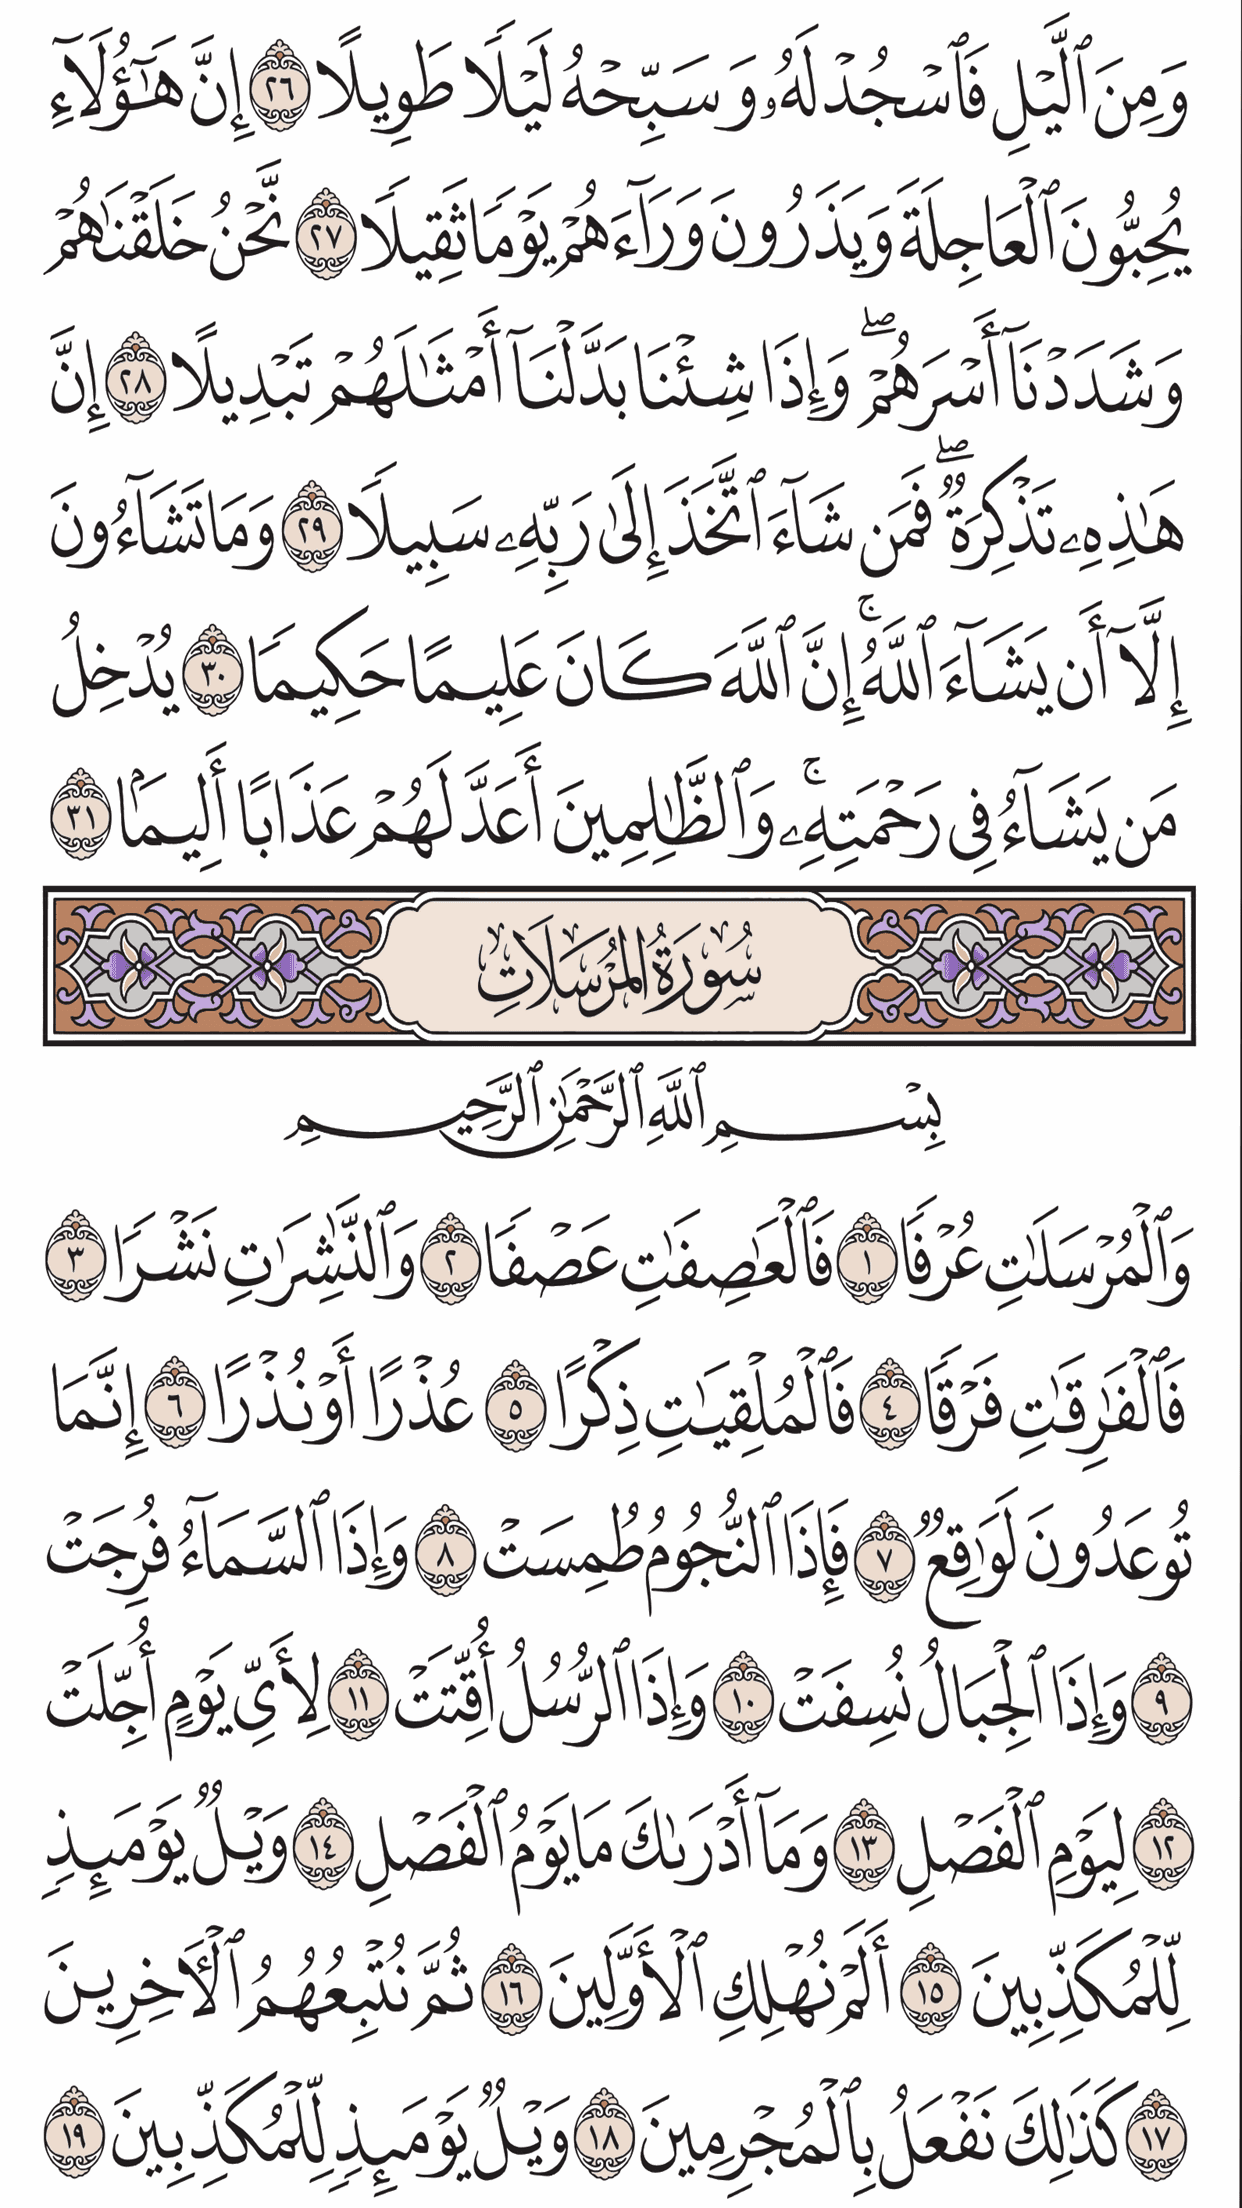 وَمِنَ ٱلَّيۡلِ فَٱسۡجُدۡ لَهُۥ وَسَبِّحۡهُ لَيۡلٗا طَوِيلًا ٢٦ إِنَّ هَٰٓؤُلَآءِ
يُحِبُّونَ ٱلۡعَاجِلَةَ وَيَذَرُونَ وَرَآءَهُمۡ يَوۡمٗا ثَقِيلٗا ٢٧ نَّحۡنُ خَلَقۡنَٰهُمۡ
وَشَدَدۡنَآ أَسۡرَهُمۡۖ وَإِذَا شِئۡنَا بَدَّلۡنَآ أَمۡثَٰلَهُمۡ تَبۡدِيلًا ٢٨ إِنَّ
هَٰذِهِۦ تَذۡكِرَةٞۖ فَمَن شَآءَ ٱتَّخَذَ إِلَىٰ رَبِّهِۦ سَبِيلٗا ٢٩ وَمَا تَشَآءُونَ
إِلَّآ أَن يَشَآءَ ٱللَّهُۚ إِنَّ ٱللَّهَ كَانَ عَلِيمًا حَكِيمٗا ٣٠ يُدۡخِلُ
مَن يَشَآءُ فِي رَحۡمَتِهِۦۚ وَٱلظَّٰلِمِينَ أَعَدَّ لَهُمۡ عَذَابًا أَلِيمَۢا ٣١
سُورَةُ المُرۡسَلَاتِ
بِسۡمِ ٱللَّهِ ٱلرَّحۡمَٰنِ ٱلرَّحِيمِ
وَٱلۡمُرۡسَلَٰتِ عُرۡفٗا ١ فَٱلۡعَٰصِفَٰتِ عَصۡفٗا ٢ وَٱلنَّٰشِرَٰتِ نَشۡرٗا ٣
فَٱلۡفَٰرِقَٰتِ فَرۡقٗا ٤ فَٱلۡمُلۡقِيَٰتِ ذِكۡرًا ٥ عُذۡرًا أَوۡ نُذۡرًا ٦ إِنَّمَا
تُوعَدُونَ لَوَٰقِعٞ ٧ فَإِذَا ٱلنُّجُومُ طُمِسَتۡ ٨ وَإِذَا ٱلسَّمَآءُ فُرِجَتۡ
٩ وَإِذَا ٱلۡجِبَالُ نُسِفَتۡ ١٠ وَإِذَا ٱلرُّسُلُ أُقِّتَتۡ ١١ لِأَيِّ يَوۡمٍ أُجِّلَتۡ
١٢ لِيَوۡمِ ٱلۡفَصۡلِ ١٣ وَمَآ أَدۡرَىٰكَ مَا يَوۡمُ ٱلۡفَصۡلِ ١٤ وَيۡلٞ يَوۡمَئِذٖ
لِّلۡمُكَذِّبِينَ ١٥ أَلَمۡ نُهۡلِكِ ٱلۡأَوَّلِينَ ١٦ ثُمَّ نُتۡبِعُهُمُ ٱلۡأٓخِرِينَ
١٧ كَذَٰلِكَ نَفۡعَلُ بِٱلۡمُجۡرِمِينَ ١٨ وَيۡلٞ يَوۡمَئِذٖ لِّلۡمُكَذِّبِينَ ١٩